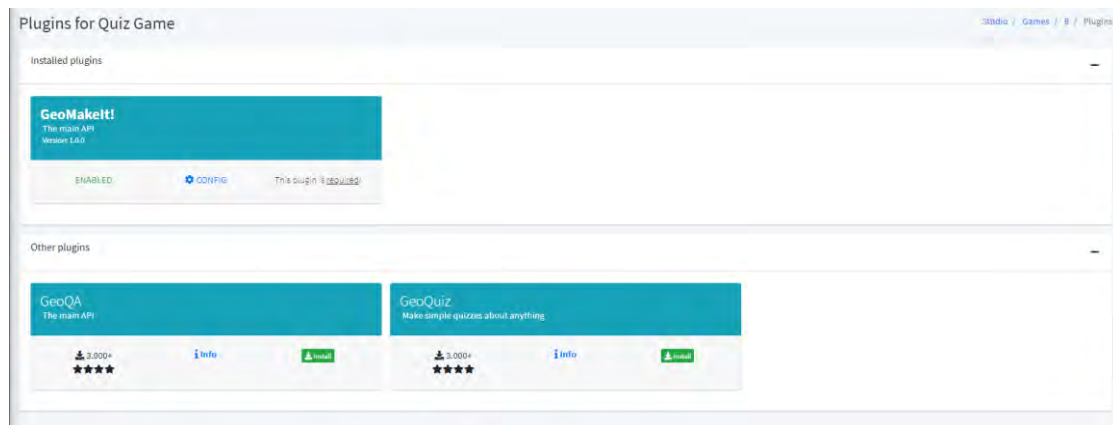 Plugins for Quiz Game
Studio / Games / 8 / Plugins
Installed plugins
GeoMakeIt!
The main API
Version: 1.0.0
ENABLED
CONFIG
This plugin is required!
Other plugins
GeoQA
The main API
3.000+
Info
Install
GeoQuiz
Make simple quizzes about anything
3.000+
Info
Install